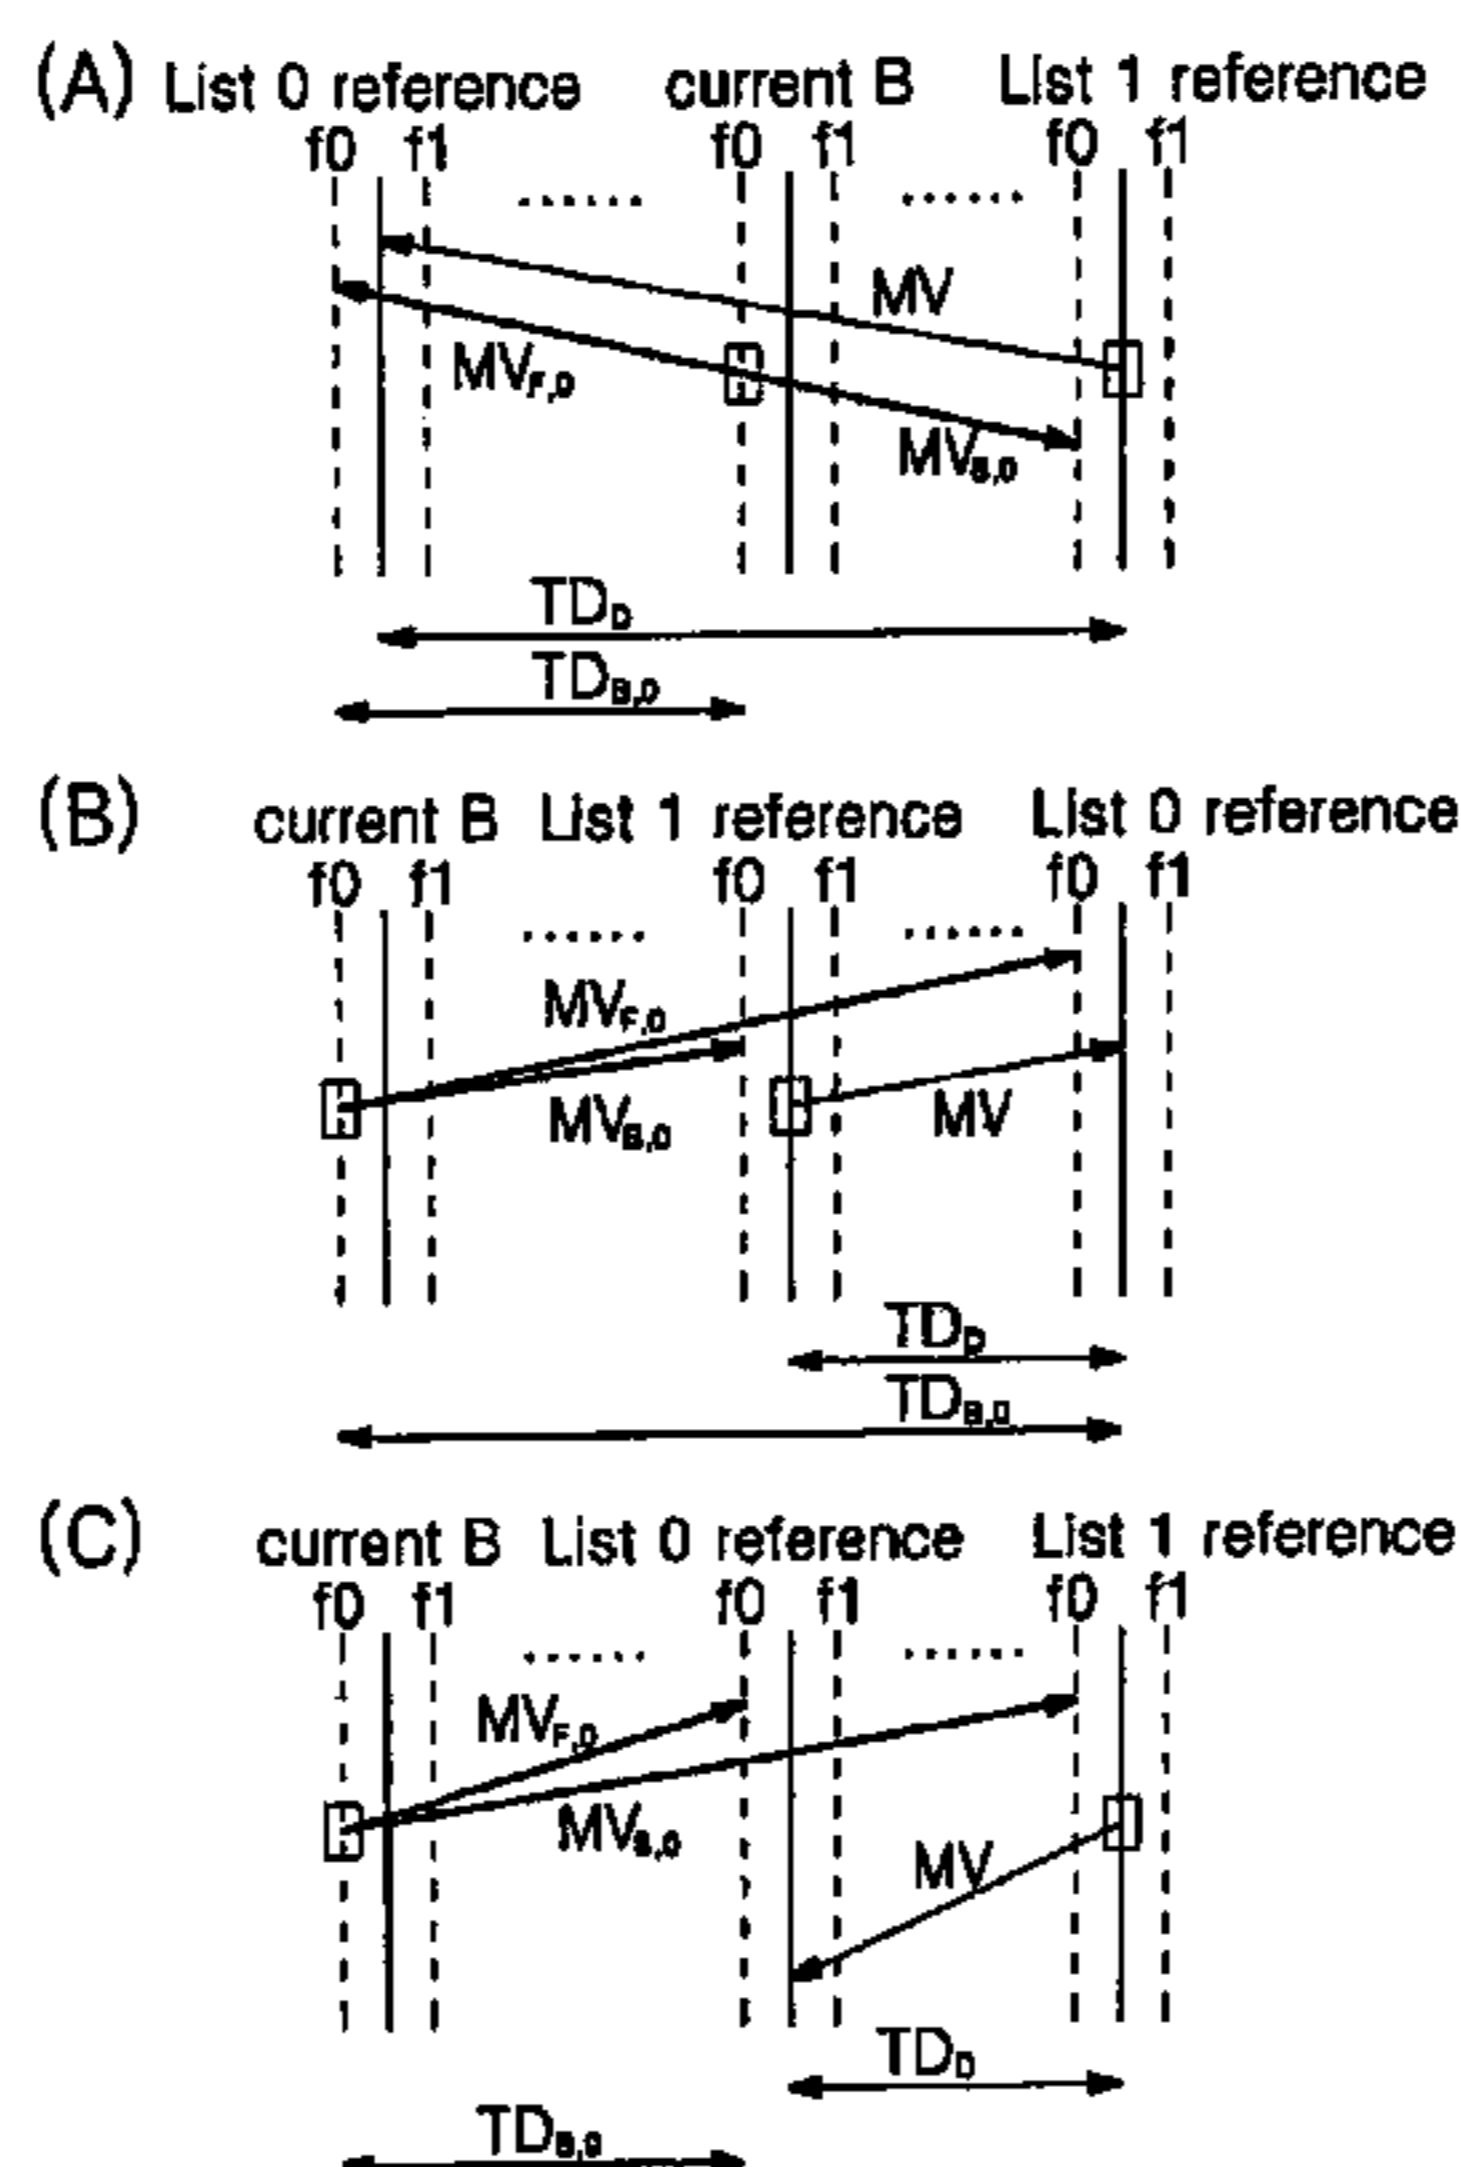 (A) List 0 reference current B List 1 reference
f0 f1 f0 f1 f0 f1
......
......
MV
MVF,0
MVB,0
TDD
TDB,0
(B) current B List 1 reference List 0 reference
f0 f1 f0 f1 f0 f1
......
......
MVF,0
MVB,0
MV
TDD
TDB,0
(C) current B List 0 reference List 1 reference
f0 f1 f0 f1 f0 f1
......
......
MVF,0
MVB,0
MV
TDD
TDB,0